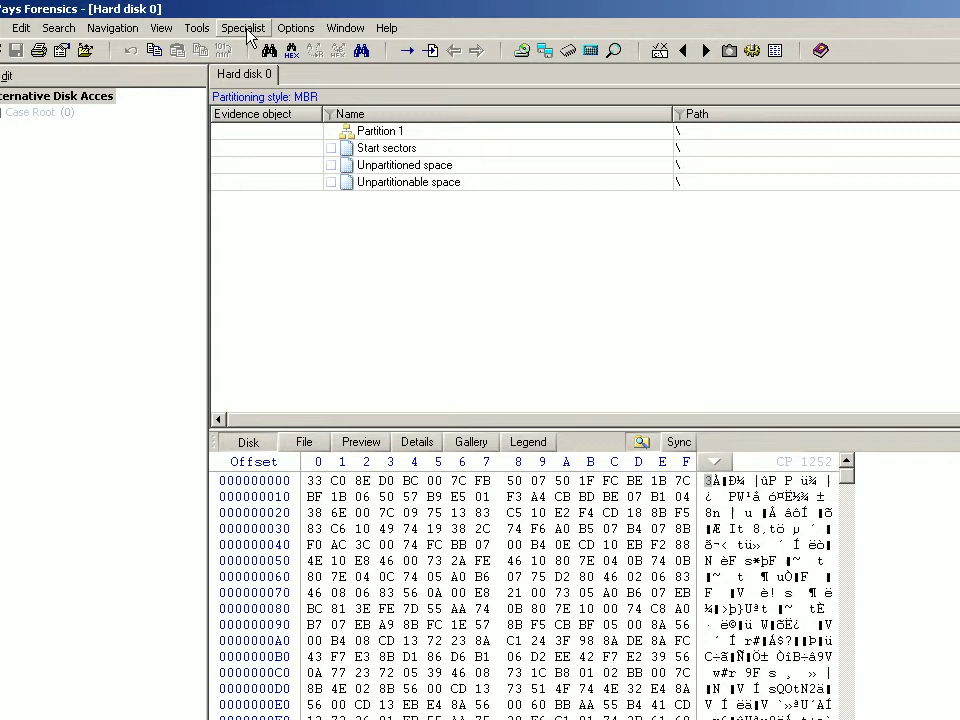 Ways Forensics - [Hard disk 0]
Edit Search Navigation View Tools Specialist Options Window Help
dit Hard disk 0
ternative Disk Acces Partitioning style: MBR
Case Root (0) Evidence object Name Path
Partition 1 \
Start sectors \
Unpartitioned space \
Unpartitionable space \
Disk File Preview Details Gallery Legend Sync
Offset 0 1 2 3 4 5 6 7 8 9 A B C D E F CP 1252
000000000 33 C0 8E D0 BC 00 7C FB 50 07 50 1F FC BE 1B 7C
000000010 BF 1B 06 50 57 B9 E5 01 F3 A4 CB BD BE 07 B1 04
000000020 38 6E 00 7C 09 75 13 83 C5 10 E2 F4 CD 18 8B F5
000000030 83 C6 10 49 74 19 38 2C 74 F6 A0 B5 07 B4 07 8B
000000040 F0 AC 3C 00 74 FC BB 07 00 B4 0E CD 10 EB F2 88
000000050 4E 10 E8 46 00 73 2A FE 46 10 80 7E 04 0B 74 0B
000000060 80 7E 04 0C 74 05 A0 B6 07 75 D2 80 46 02 06 83
000000070 46 08 06 83 56 0A 00 E8 21 00 73 05 A0 B6 07 EB
000000080 BC 81 3E FE 7D 55 AA 74 0B 80 7E 10 00 74 C8 A0
000000090 B7 07 EB A9 8B FC 1E 57 8B F5 CB BF 05 00 8A 56
0000000A0 00 B4 08 CD 13 72 23 8A C1 24 3F 98 8A DE 8A FC
0000000B0 43 F7 E3 8B D1 86 D6 B1 06 D2 EE 42 F7 E2 39 56
0000000C0 0A 77 23 72 05 39 46 08 73 1C B8 01 02 BB 00 7C
0000000D0 8B 4E 02 8B 56 00 CD 13 73 51 4F 74 4E 32 E4 8A
0000000E0 56 00 CD 13 EB E4 8A 56 00 60 BB AA 55 B4 41 CD